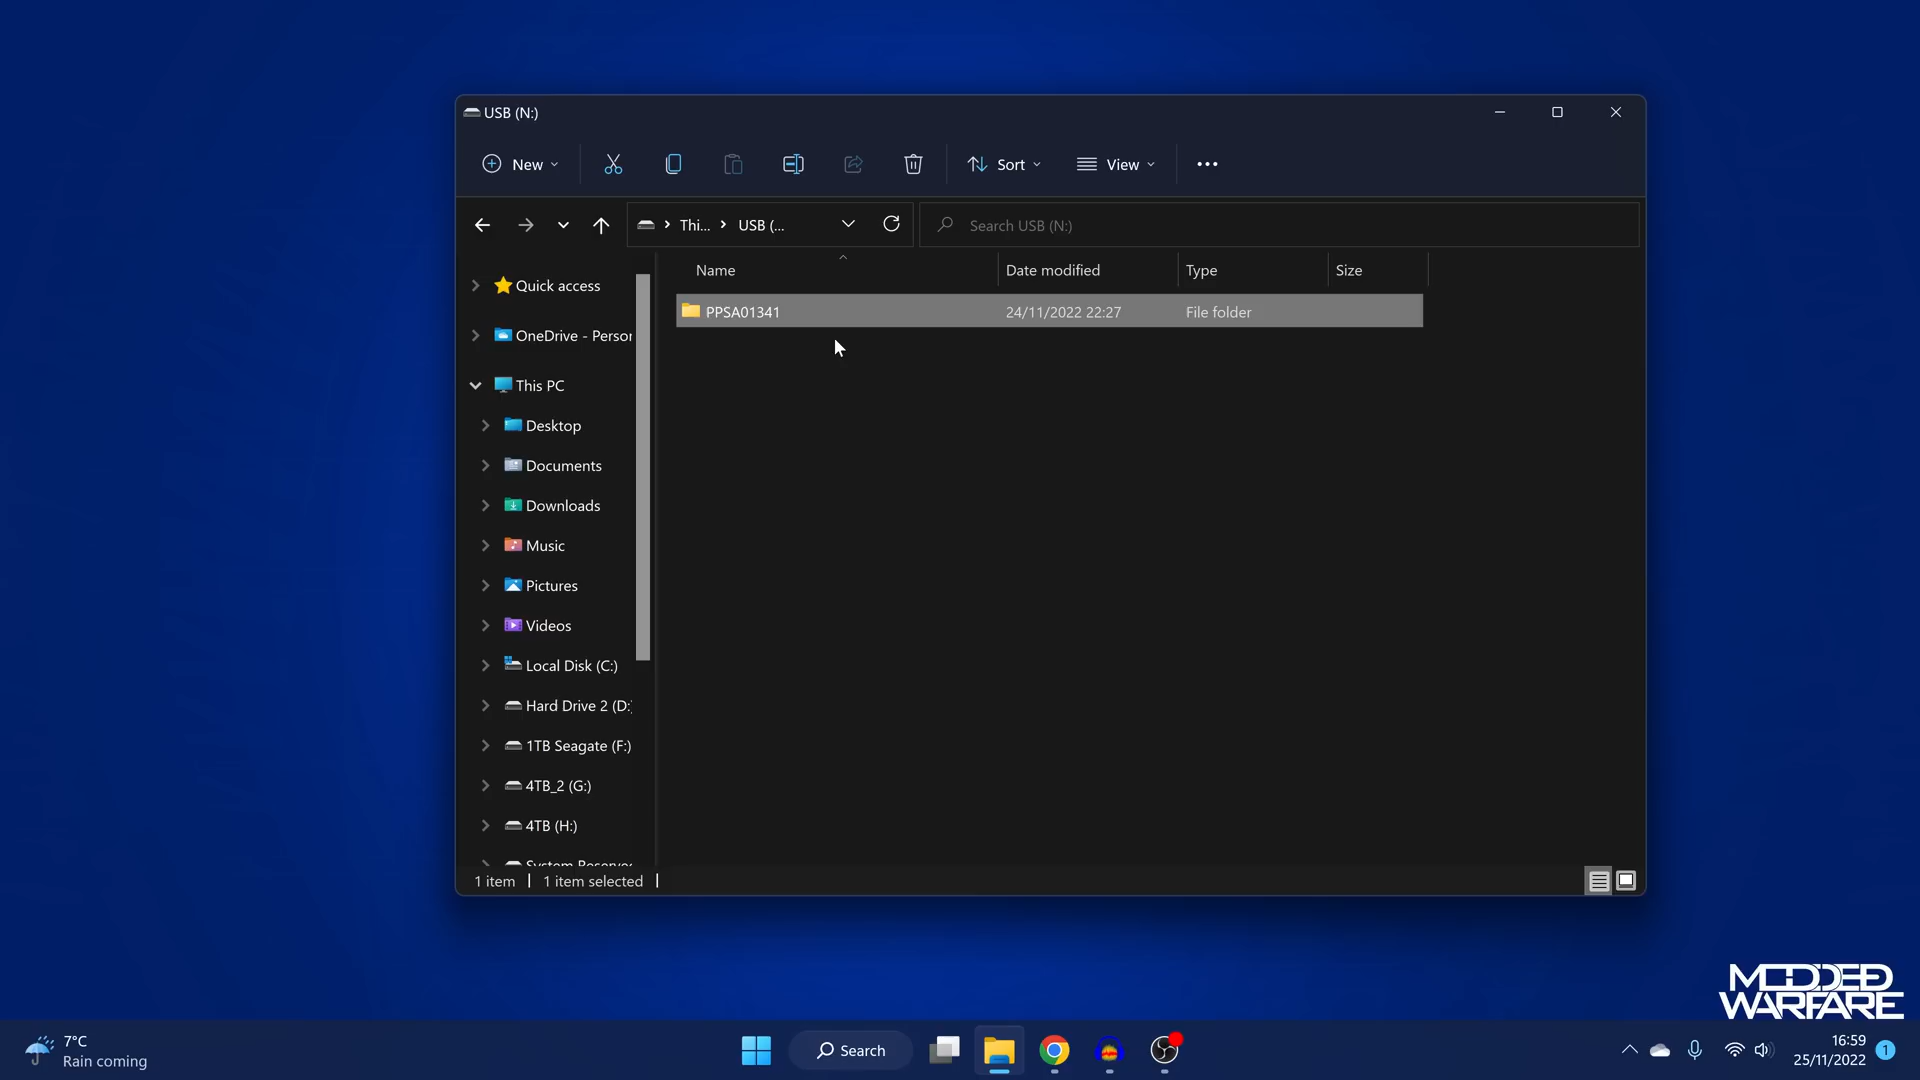 USB (N:)
New
Sort
View
Thi...
USB (...
Search USB (N:)
Name
Date modified
Type
Size
PPSA01341
24/11/2022 22:27
File folder
Quick access
OneDrive - Person
This PC
Desktop
Documents
Downloads
Music
Pictures
Videos
Local Disk (C:)
Hard Drive 2 (D:)
1TB Seagate (F:)
4TB_2 (G:)
4TB (H:)
System Reserved
1 item
1 item selected
MODDED
WARFARE
7°C
Rain coming
Search
16:59
25/11/2022
1